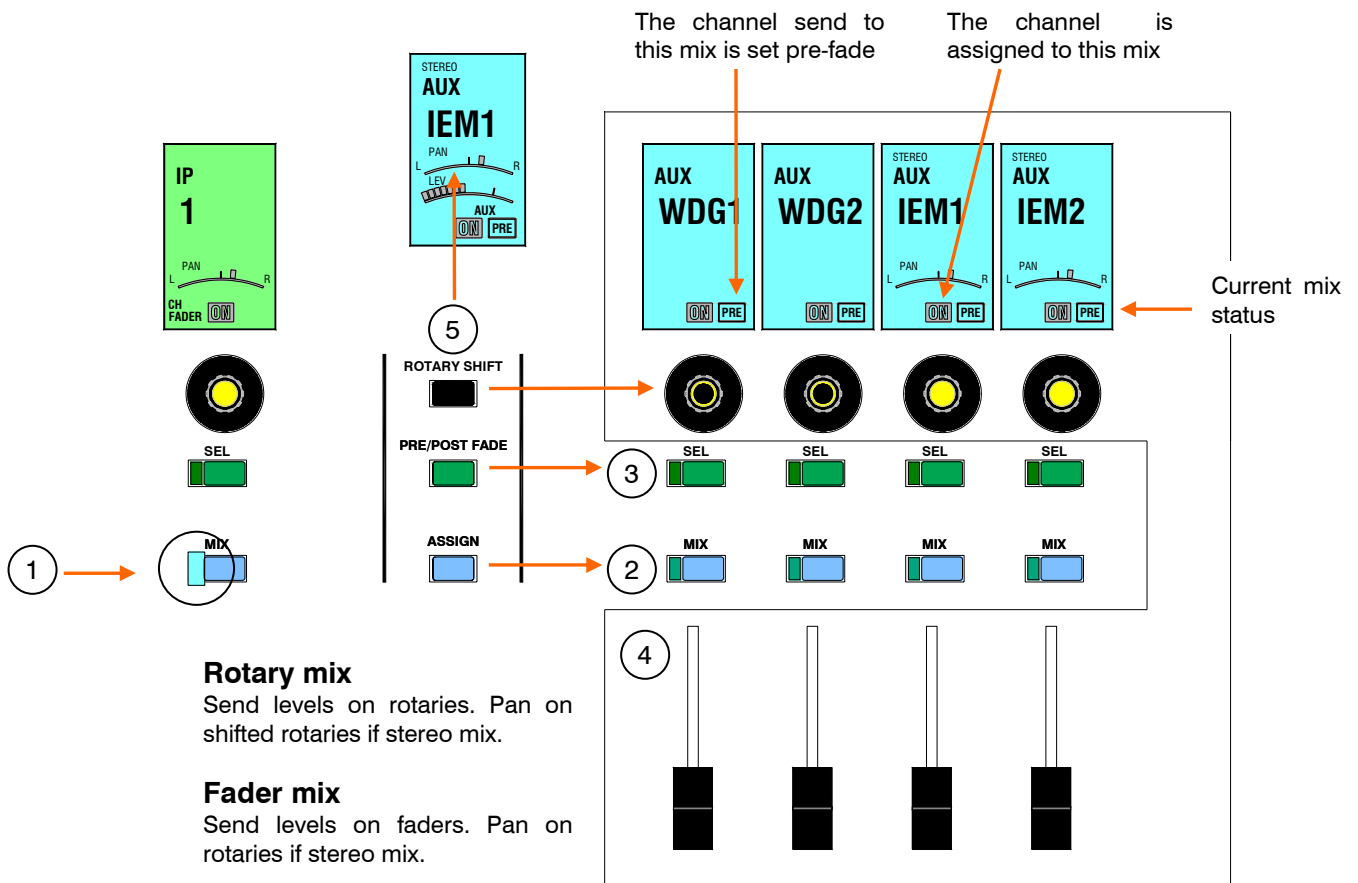 The channel send to
this mix is set pre-fade
The channel is
assigned to this mix
STEREO
AUX
IEM1
PAN
L R
LEV
AUX
ON PRE
IP
1
PAN
L R
CH
FADER ON
AUX
WDG1
ON PRE
AUX
WDG2
ON PRE
STEREO
AUX
IEM1
PAN
L R
ON PRE
STEREO
AUX
IEM2
PAN
L R
ON PRE
Current mix
status
5
ROTARY SHIFT
SEL
PRE/POST FADE
3
SEL
SEL
SEL
SEL
1
MIX
ASSIGN
2
MIX
MIX
MIX
MIX
4
Rotary mix
Send levels on rotaries. Pan on
shifted rotaries if stereo mix.
Fader mix
Send levels on faders. Pan on
rotaries if stereo mix.